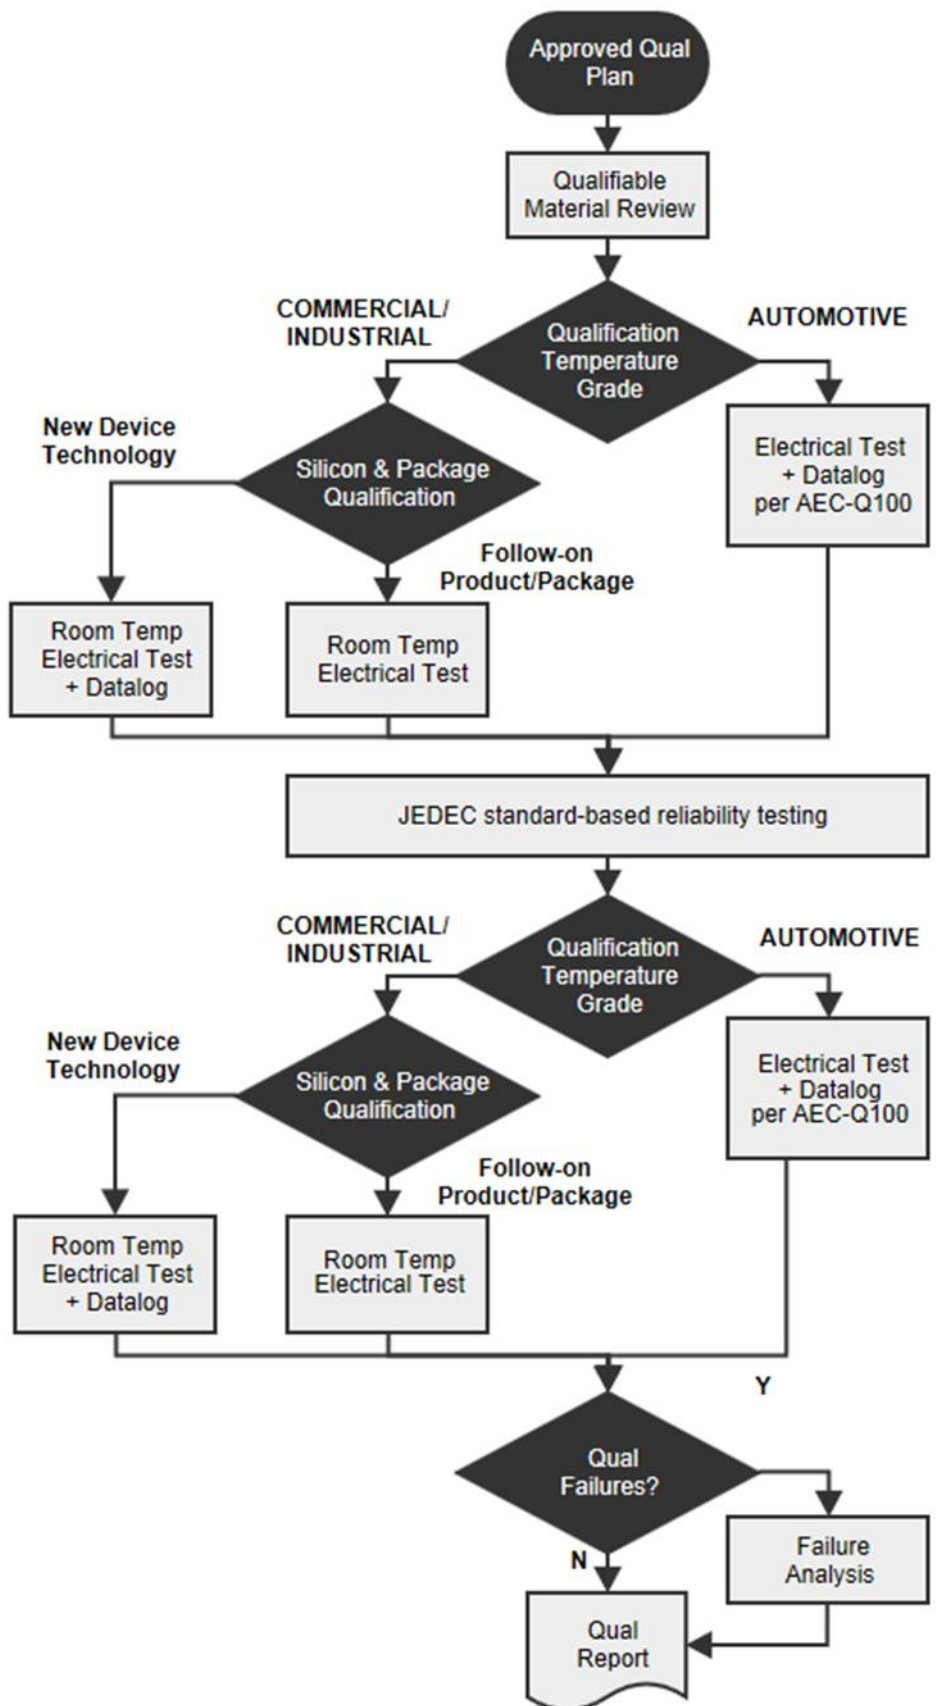 Approved Qual
Plan
Qualifiable
Material Review
COMMERCIAL/
INDUSTRIAL
Qualification
Temperature
Grade
AUTOMOTIVE
New Device
Technology
Silicon & Package
Qualification
Electrical Test
+ Datalog
per AEC-Q100
Follow-on
Product/Package
Room Temp
Electrical Test
+ Datalog
Room Temp
Electrical Test
JEDEC standard-based reliability testing
COMMERCIAL/
INDUSTRIAL
Qualification
Temperature
Grade
AUTOMOTIVE
New Device
Technology
Silicon & Package
Qualification
Electrical Test
+ Datalog
per AEC-Q100
Follow-on
Product/Package
Room Temp
Electrical Test
+ Datalog
Room Temp
Electrical Test
Y
Qual
Failures?
N
Failure
Analysis
Qual
Report